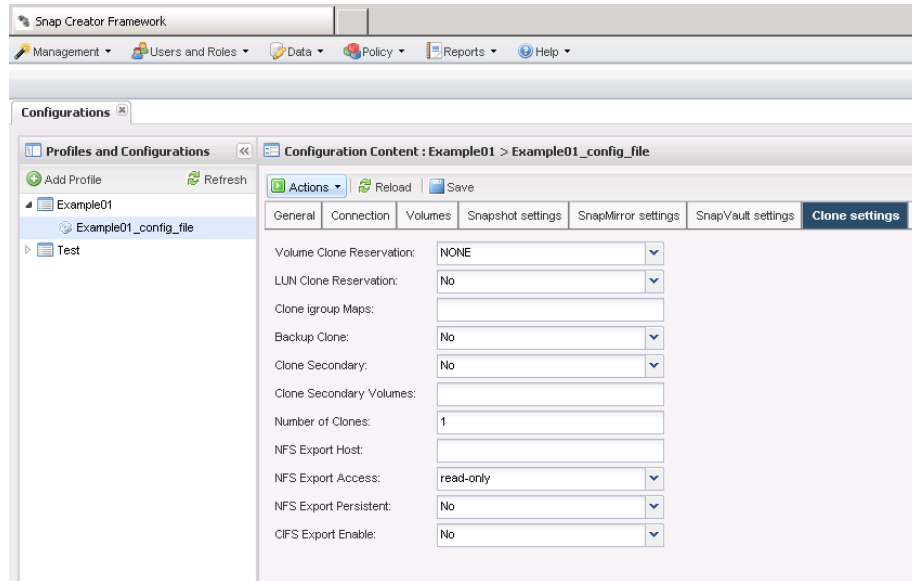 Snap Creator Framework
Management Users and Roles Data Policy Reports Help
Configurations
Profiles and Configurations
Configuration Content : Example01 > Example01_config_file
Add Profile Refresh
Actions Reload Save
Example01
Example01_config_file
Test
General Connection Volumes Snapshot settings SnapMirror settings SnapVault settings Clone settings
Volume Clone Reservation: NONE
LUN Clone Reservation: No
Clone igroup Maps:
Backup Clone: No
Clone Secondary: No
Clone Secondary Volumes:
Number of Clones: 1
NFS Export Host:
NFS Export Access: read-only
NFS Export Persistent: No
CIFS Export Enable: No